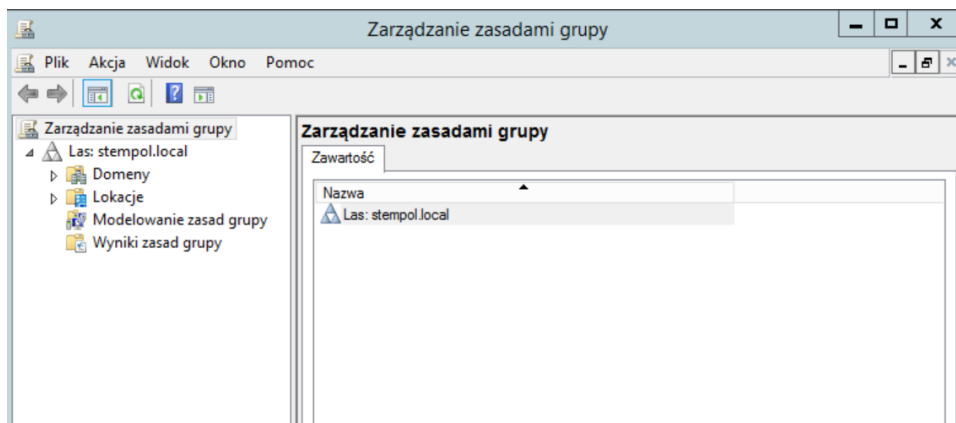 Zarządzanie zasadami grupy
Plik Akcja Widok Okno Pomoc
Zarządzanie zasadami grupy
Las: stempol.local
Domeny
Lokacje
Modelowanie zasad grupy
Wyniki zasad grupy
Zarządzanie zasadami grupy
Zawartość
Nazwa
Las: stempol.local